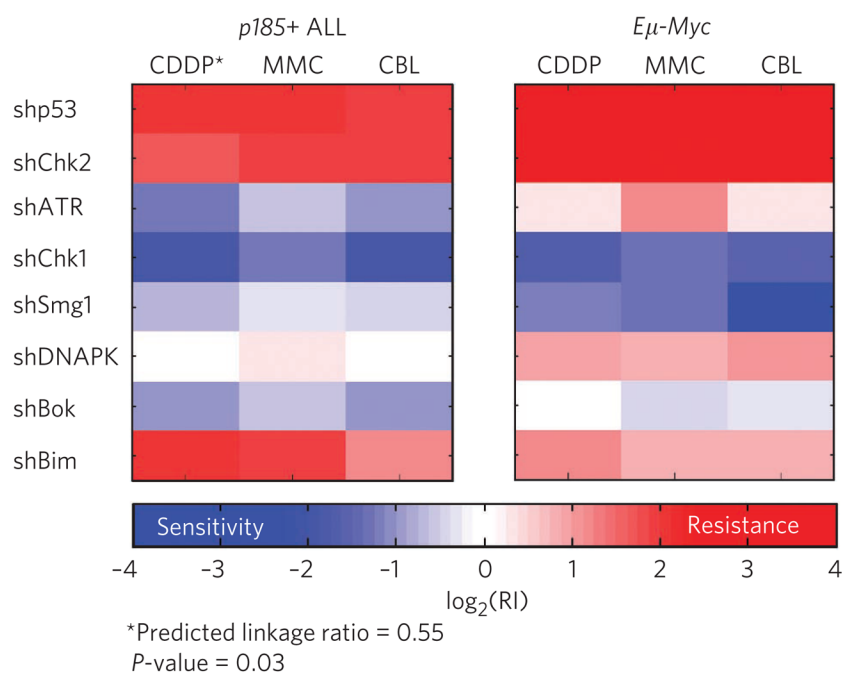 p185+ ALL Eμ-Myc
CDDP* MMC CBL CDDP MMC CBL
shp53
shChk2
shATR
shChk1
shSmg1
shDNAPK
shBok
shBim
Sensitivity Resistance
−4 −3 −2 −1 0 1 2 3 4
log2(RI)
*Predicted linkage ratio = 0.55
P-value = 0.03